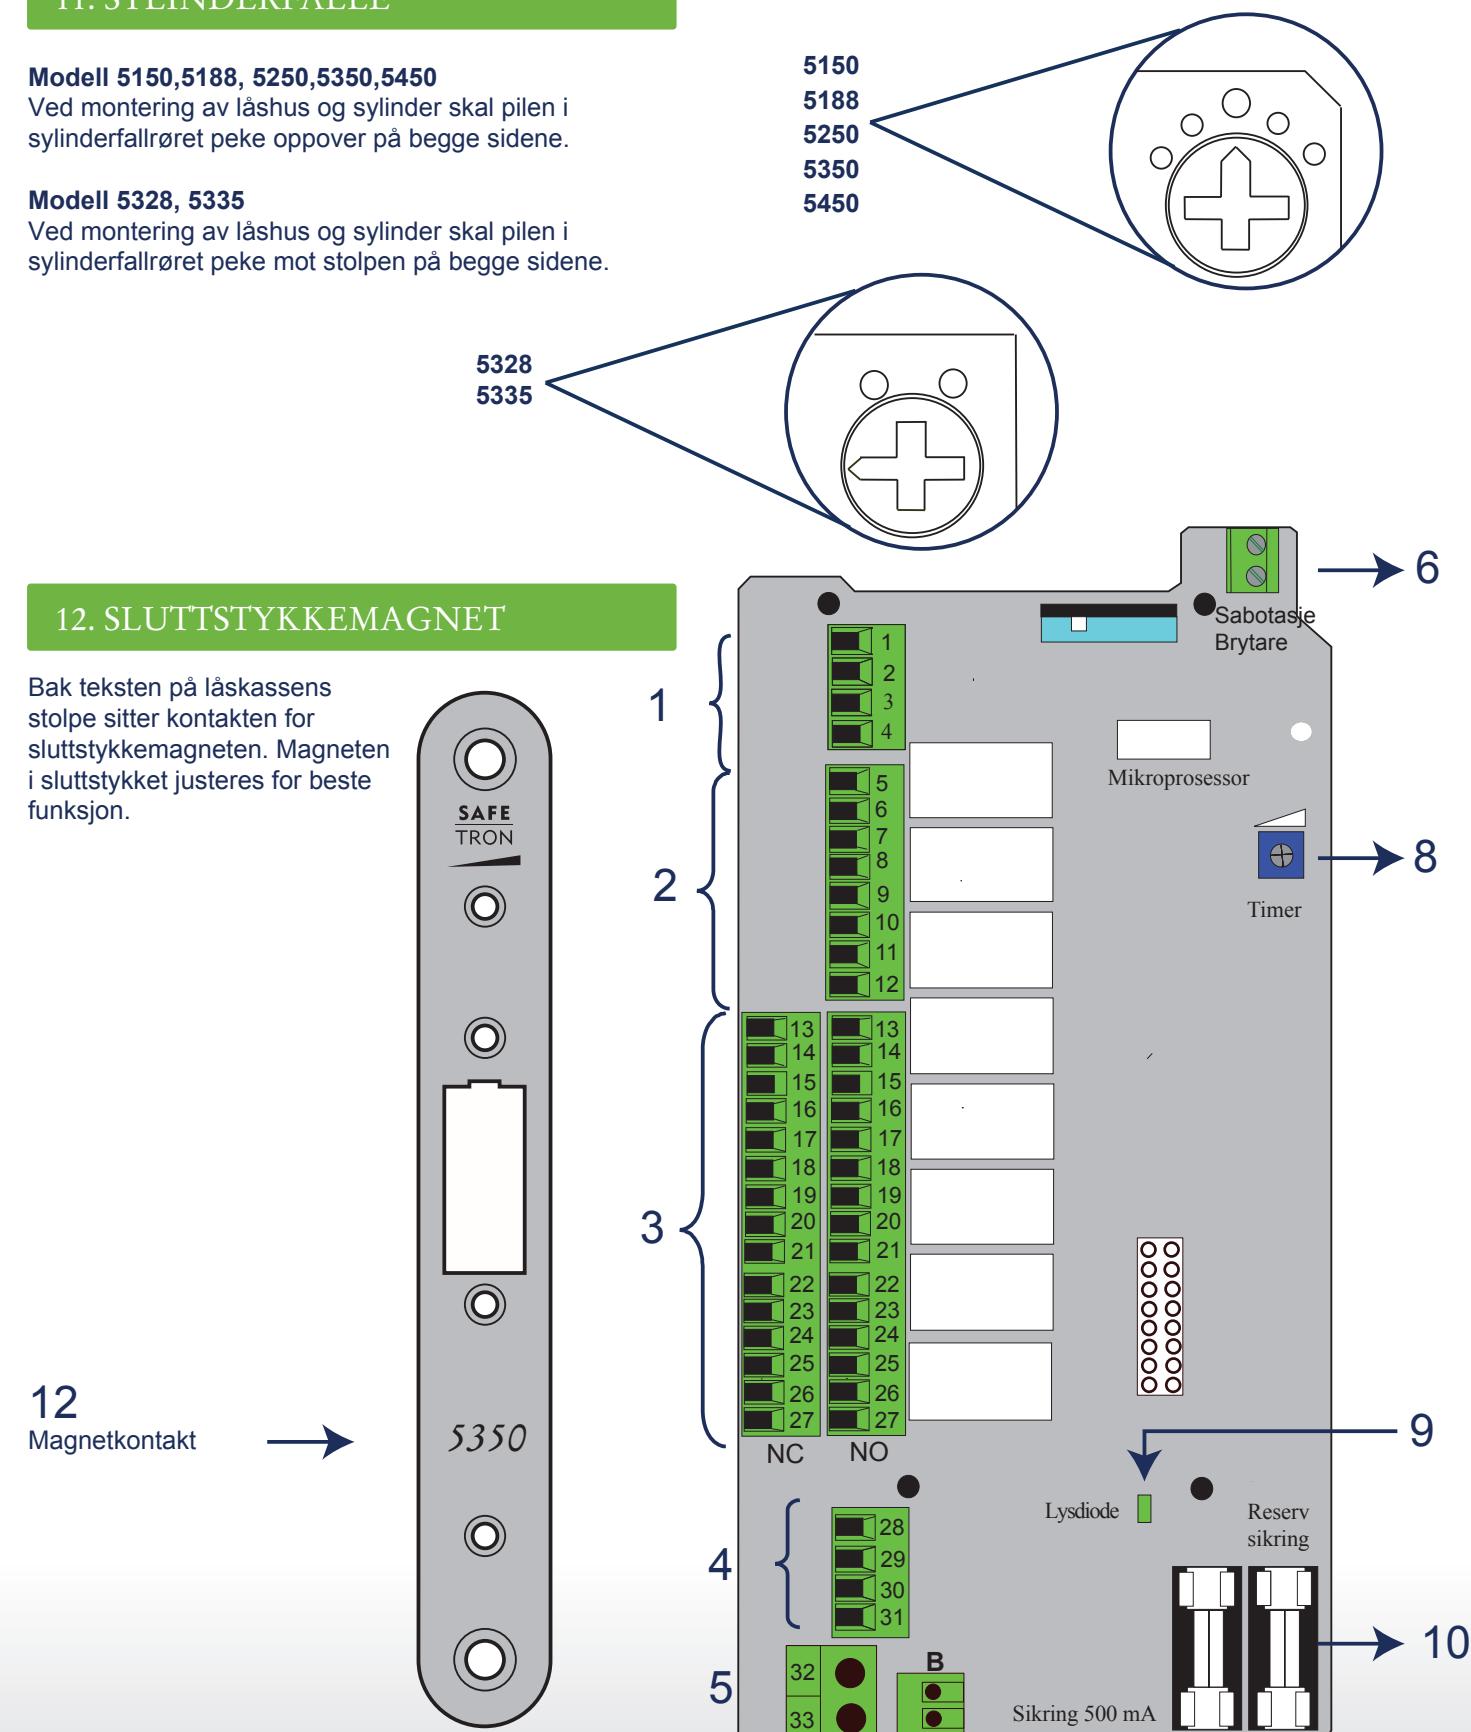 11. SYLINDERFALLE
Modell 5150,5188, 5250,5350,5450
Ved montering av låshus og sylinder skal pilen i
sylinderfallrøret peke oppover på begge sidene.
Modell 5328, 5335
Ved montering av låshus og sylinder skal pilen i
sylinderfallrøret peke mot stolpen på begge sidene.
5150
5188
5250
5350
5450
5328
5335
12. SLUTTSTYKKEMAGNET
Bak teksten på låskassens
stolpe sitter kontakten for
sluttstykkemagneten. Magneten
i sluttstykket justeres for beste
funksjon.
SAFE
TRON
12
Magnetkontakt
5350
6
Sabotasje
Brytare
1
1
2
3
4
Mikroprosessor
2
5
6
7
8
9
10
11
12
8
Timer
3
13 13
14 14
15 15
16 16
17 17
18 18
19 19
20 20
21 21
22 22
23 23
24 24
25 25
26 26
27 27
NC NO
9
Lysdiode
Reserv
sikring
4
28
29
30
31
10
5
32
33
B
Sikring 500 mA